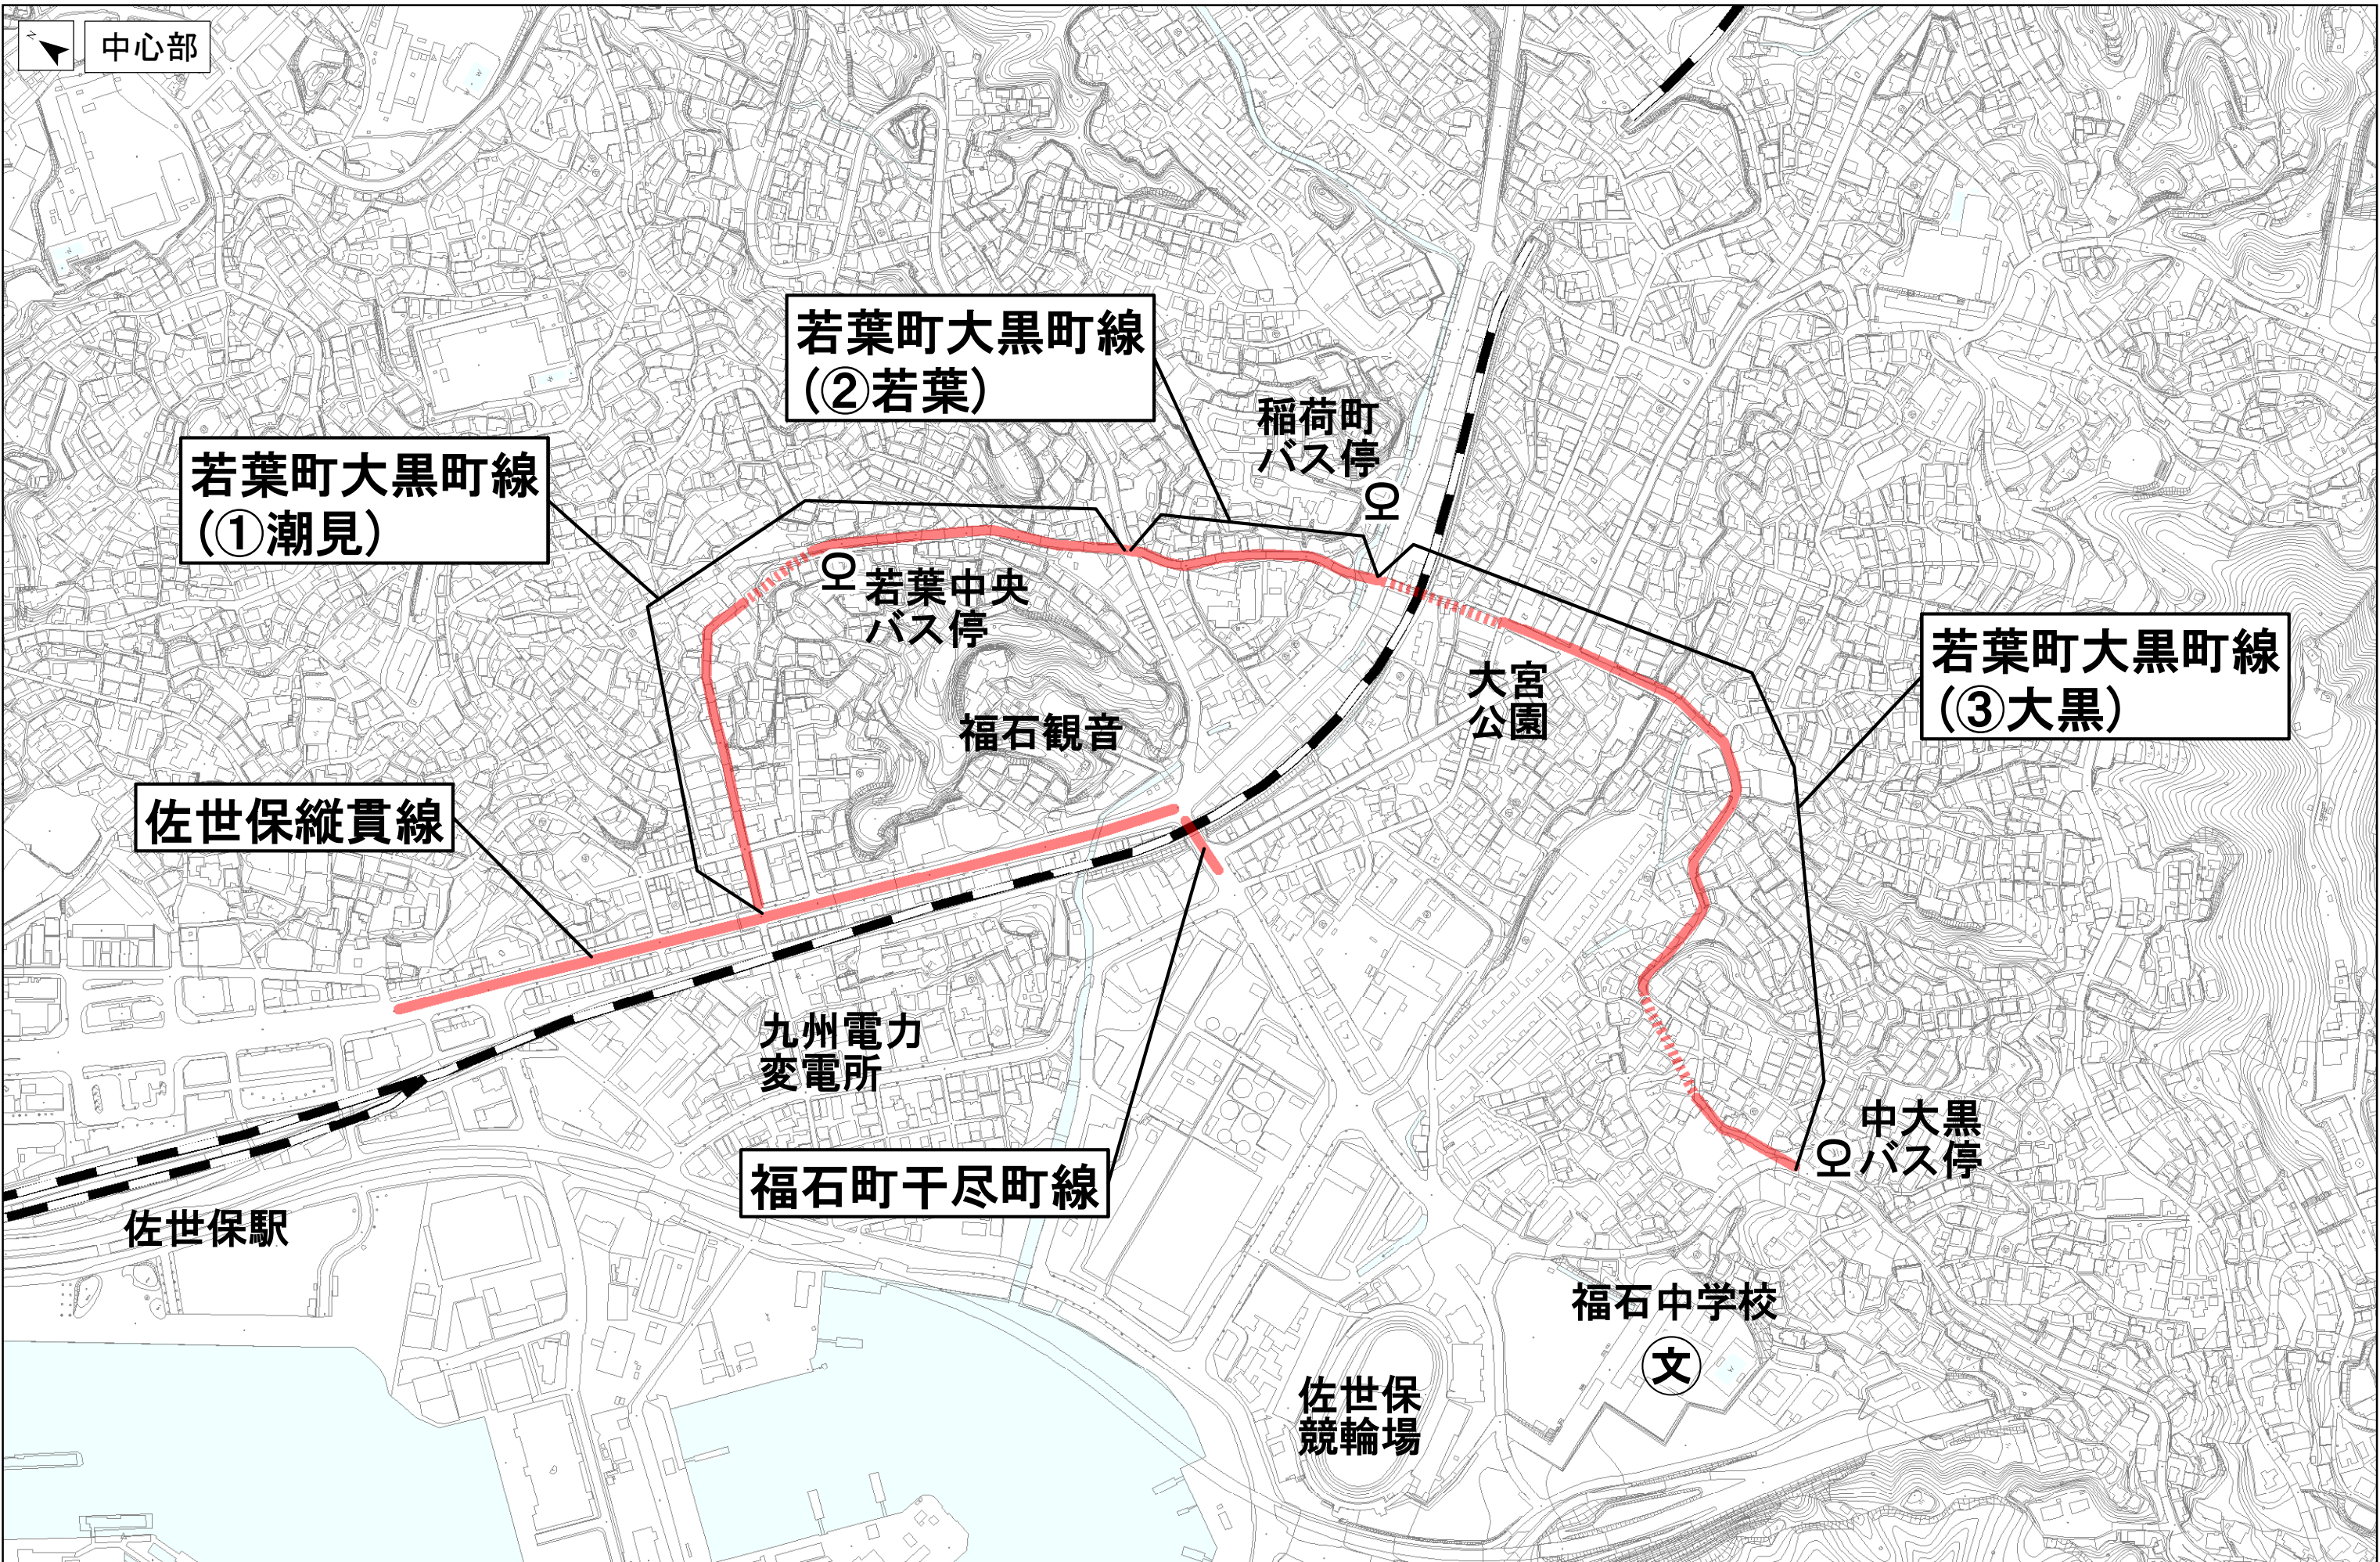 N
中心部
若葉町大黒町線
(②若葉)
稲荷町
バス停
若葉町大黒町線
(①潮見)
若葉中央
バス停
若葉町大黒町線
(③大黒)
大宮
公園
福石観音
佐世保縦貫線
九州電力
変電所
中大黒
バス停
福石町干尽町線
佐世保駅
福石中学校
文
佐世保
競輪場